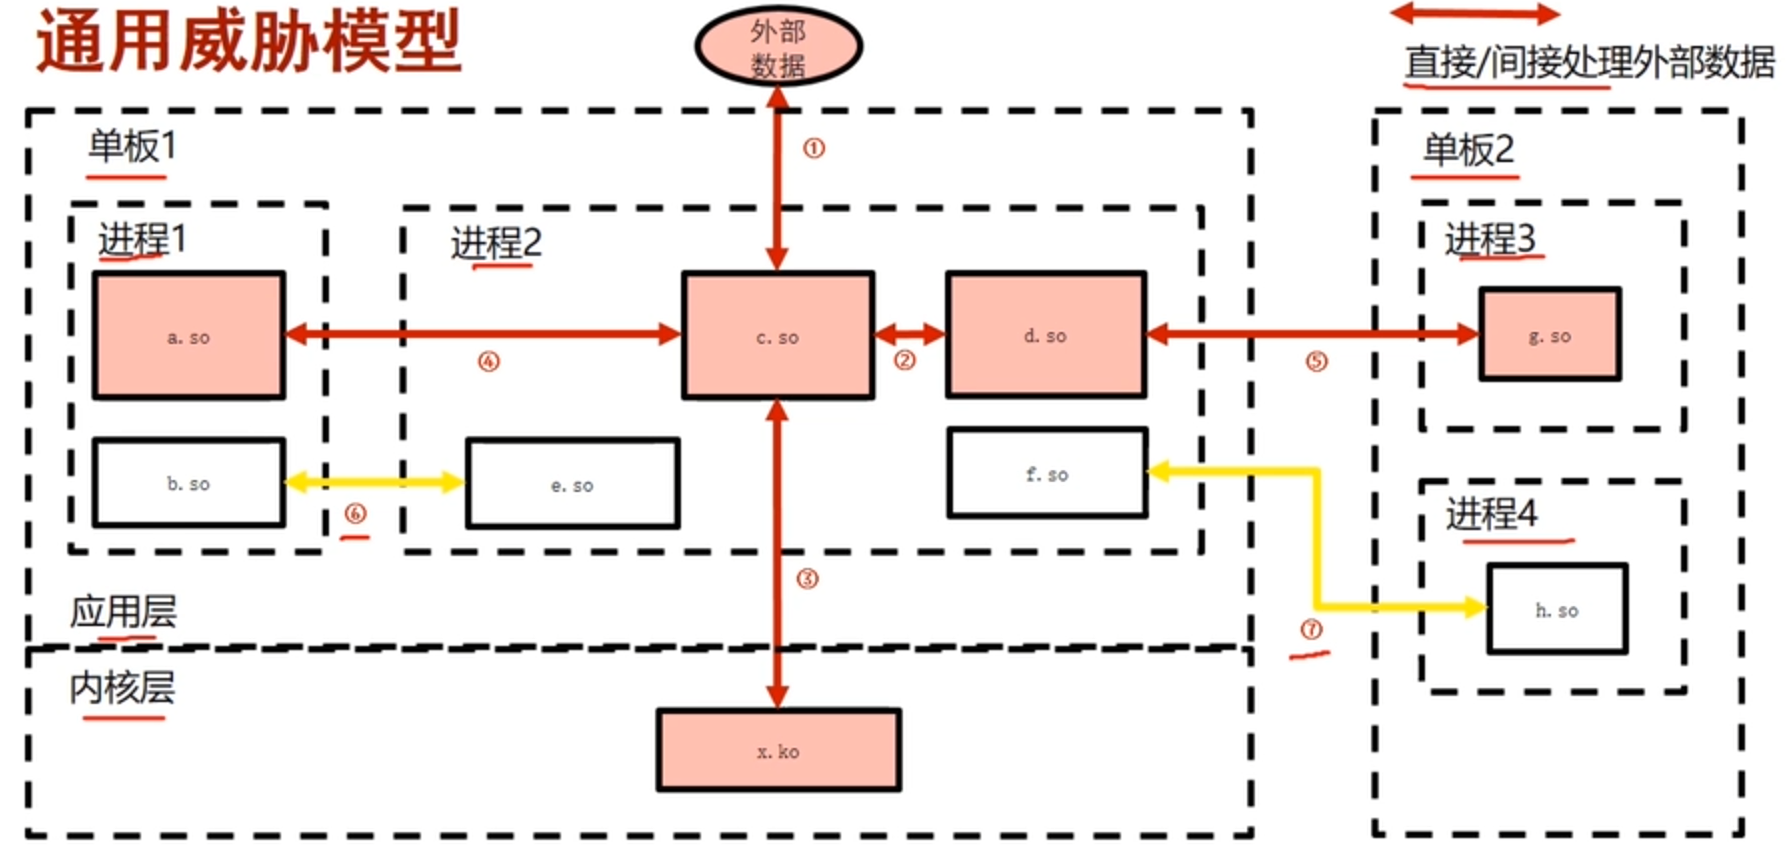 通用威胁模型
外部
数据
直接/间接处理外部数据
单板1
①
单板2
进程1
进程2
进程3
a.so
c.so
d.so
g.so
④
②
⑤
b.so
e.so
f.so
⑥
进程4
③
应用层
h.so
⑦
内核层
x.ko